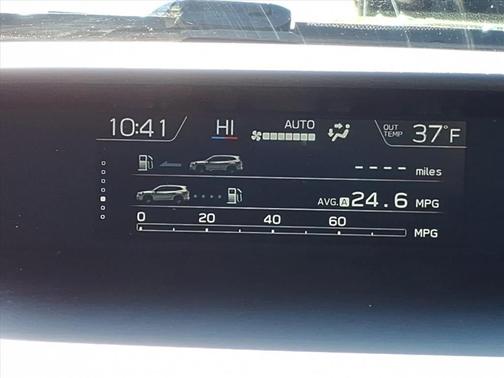 10:41 HI AUTO OUT TEMP 37°F
---- miles
AVG. A 24.6 MPG
0 20 40 60
MPG